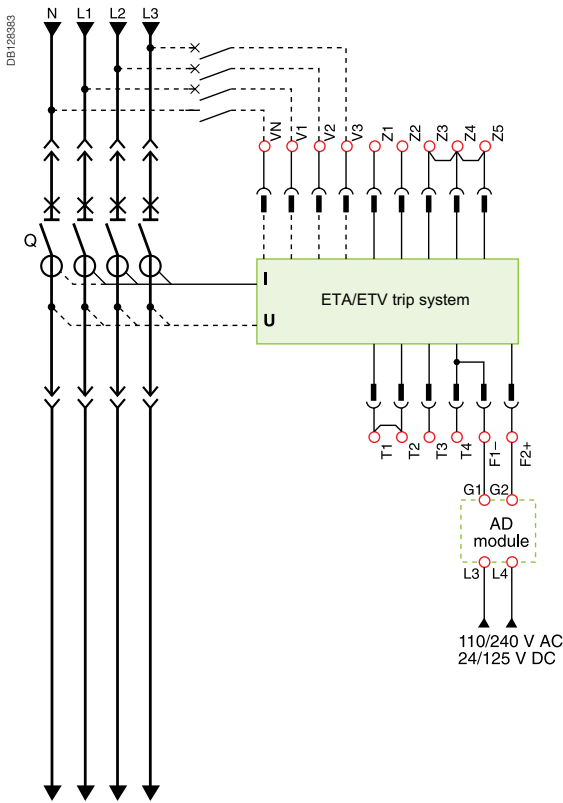 DB128383
N L1 L2 L3
VN V1 V2 V3 Z1 Z2 Z3 Z4 Z5
Q
I
ETA/ETV trip system
U
T1 T2 T3 T4 F1– F2+
G1 G2
AD
module
L3 L4
110/240 V AC
24/125 V DC